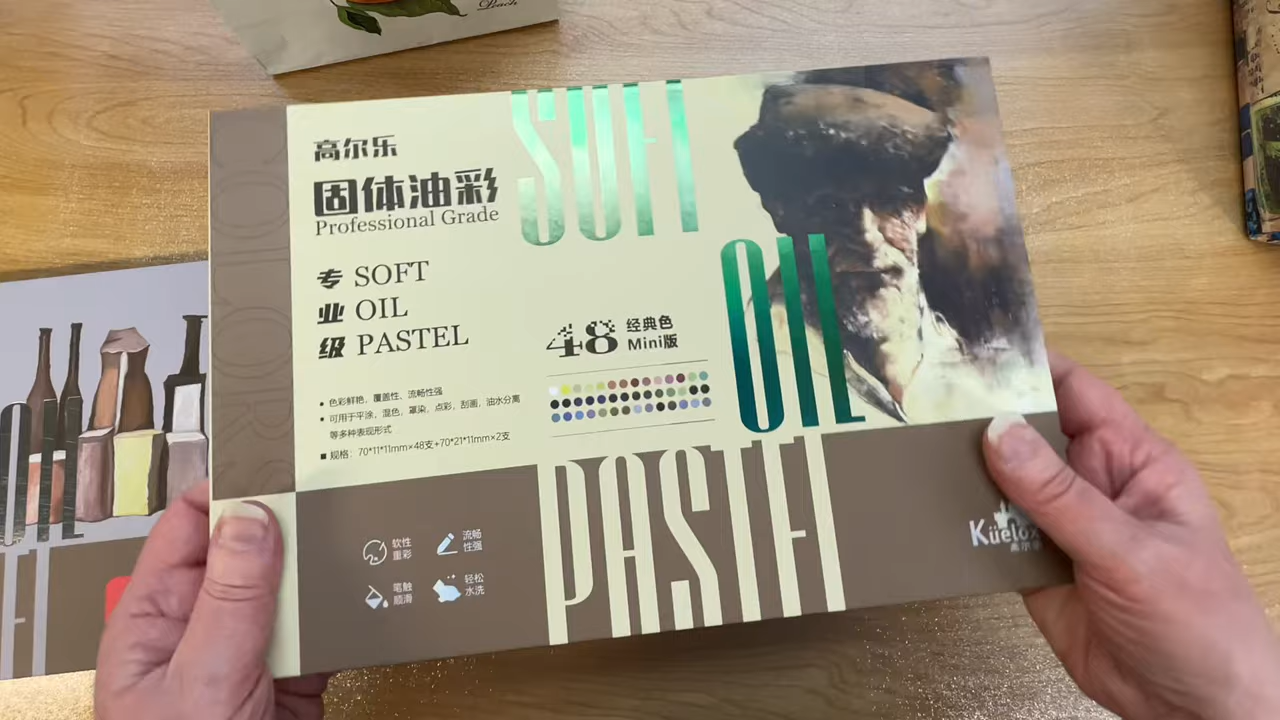 Peach
高尔乐
固体油彩
Professional Grade
专 SOFT
业 OIL
级 PASTEL
SOFT
OIL
PASTEL
48 经典色
Mini版
• 色彩鲜艳，覆盖性、流畅性强
• 可用于平涂，混色，罩染，点彩，刮画，油水分离
等多种表现形式
■ 规格：70*11*11mm×48支+70*21*11mm×2支
软性
重彩
流畅
性强
笔触
顺滑
轻松
水洗
Küelox